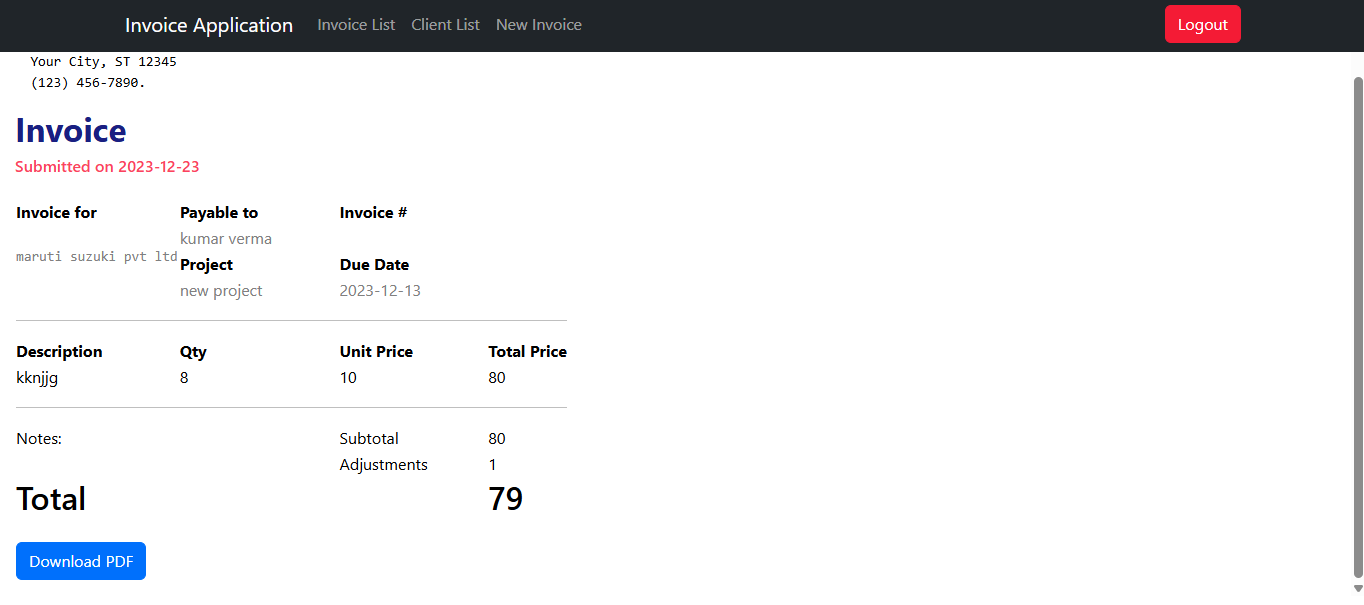 Invoice Application Invoice List Client List New Invoice Logout
Your City, ST 12345
(123) 456-7890.
Invoice
Submitted on 2023-12-23
Invoice for Payable to Invoice #
kumar verma
maruti suzuki pvt ltd
Project Due Date
new project 2023-12-13
Description Qty Unit Price Total Price
kknjjg 8 10 80
Notes: Subtotal 80
Adjustments 1
Total 79
Download PDF